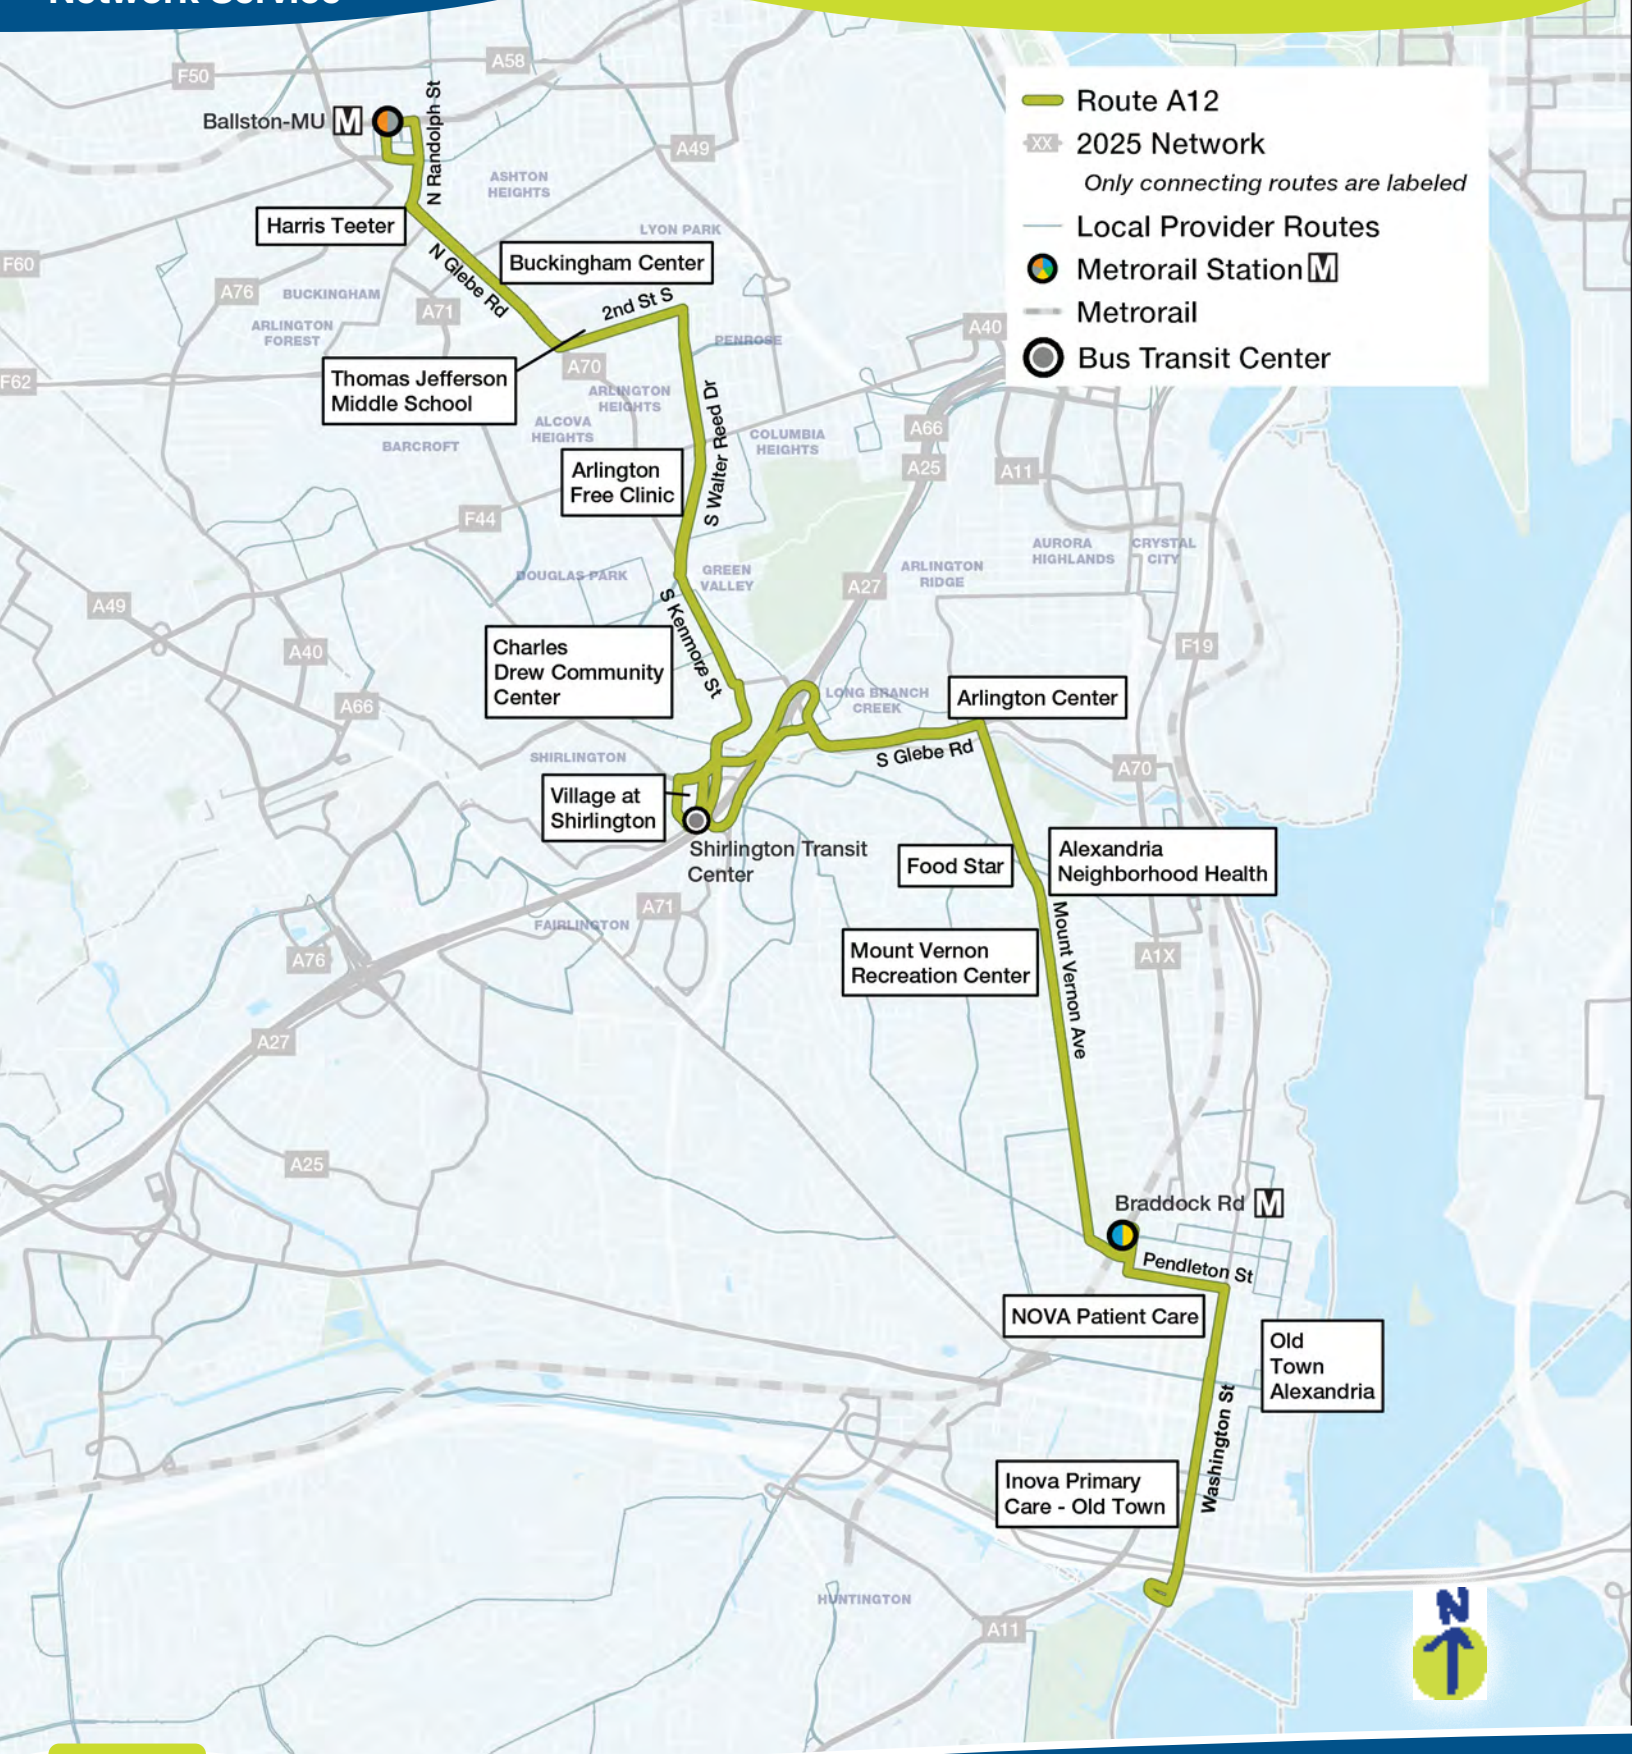 Network Service
F50
A58
Ballston-MU M
N Randolph St
A49
ASHTON
HEIGHTS
Harris Teeter
LYON PARK
Buckingham Center
N Glebe Rd
F60
A76
BUCKINGHAM
A71
ARLINGTON
FOREST
2nd St S
PENROSE
A40
F62
Thomas Jefferson
Middle School
A70
ARLINGTON
HEIGHTS
S Walter Reed Dr
ALCOVA
HEIGHTS
BARCROFT
COLUMBIA
HEIGHTS
A66
A25
A11
Arlington
Free Clinic
F44
AURORA
HIGHLANDS
CRYSTAL
CITY
ARLINGTON
RIDGE
DOUGLAS PARK
GREEN
VALLEY
A27
A49
S Kenmore St
A40
Charles
Drew Community
Center
F19
A66
LONG BRANCH
CREEK
Arlington Center
S Glebe Rd
SHIRLINGTON
A70
Village at
Shirlington
Shirlington Transit
Center
Food Star
Alexandria
Neighborhood Health
A71
FAIRLINGTON
Mount Vernon Ave
Mount Vernon
Recreation Center
A76
A1X
A27
A25
Braddock Rd M
Pendleton St
NOVA Patient Care
Old
Town
Alexandria
Washington St
Inova Primary
Care - Old Town
HUNTINGTON
A11
N
Route A12
XX 2025 Network
Only connecting routes are labeled
Local Provider Routes
Metrorail Station M
Metrorail
Bus Transit Center